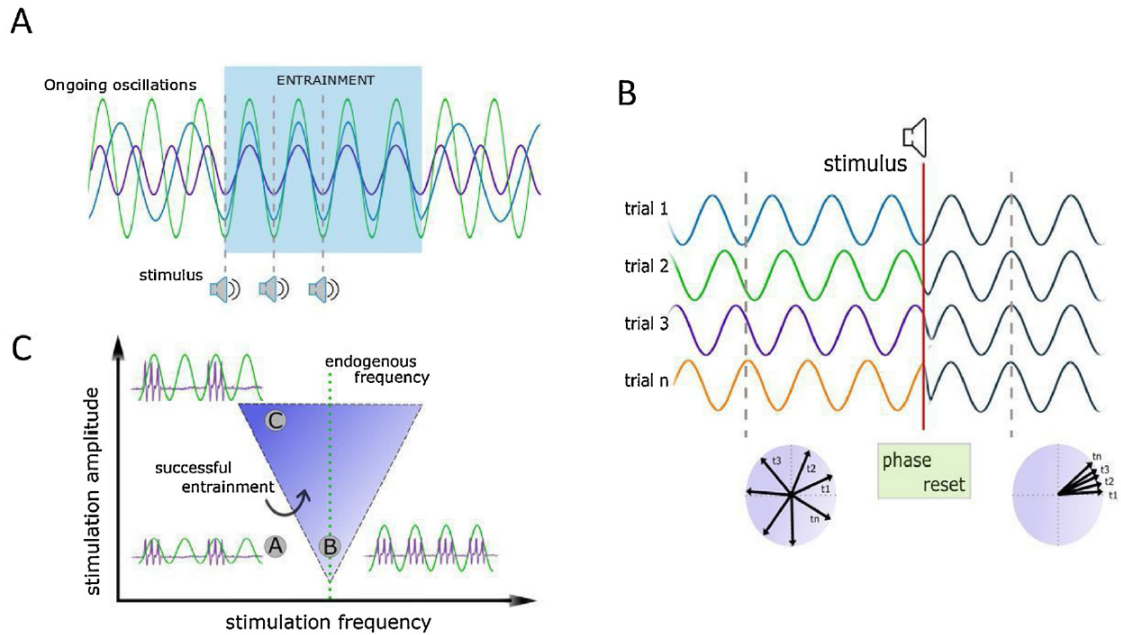 A
ENTRAINMENT
Ongoing oscillations
stimulus
B
stimulus
trial 1
trial 2
trial 3
trial n
t3
t2
t1
tn
phase
reset
tn
t3
t2
t1
C
endogenous
frequency
C
successful
entrainment
A
B
stimulation amplitude
stimulation frequency